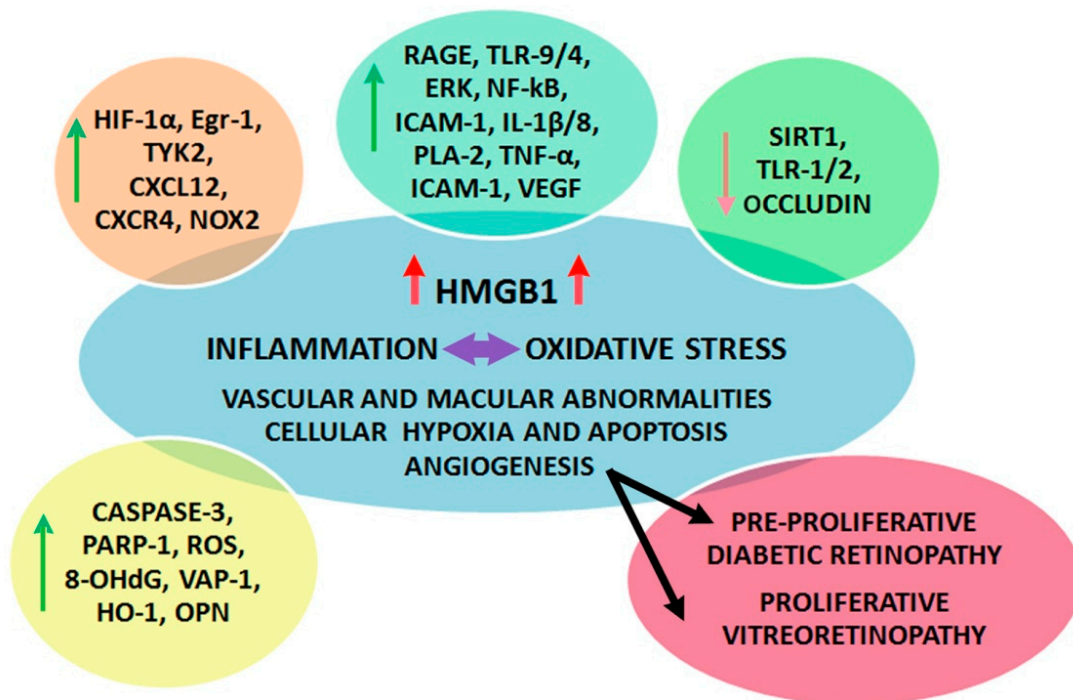 HIF-1α, Egr-1,
TYK2,
CXCL12,
CXCR4, NOX2
RAGE, TLR-9/4,
ERK, NF-kB,
ICAM-1, IL-1β/8,
PLA-2, TNF-α,
ICAM-1, VEGF
SIRT1,
TLR-1/2,
OCCLUDIN
HMGB1
INFLAMMATION OXIDATIVE STRESS
VASCULAR AND MACULAR ABNORMALITIES
CELLULAR HYPOXIA AND APOPTOSIS
ANGIOGENESIS
CASPASE-3,
PARP-1, ROS,
8-OHdG, VAP-1,
HO-1, OPN
PRE-PROLIFERATIVE
DIABETIC RETINOPATHY
PROLIFERATIVE
VITREORETINOPATHY